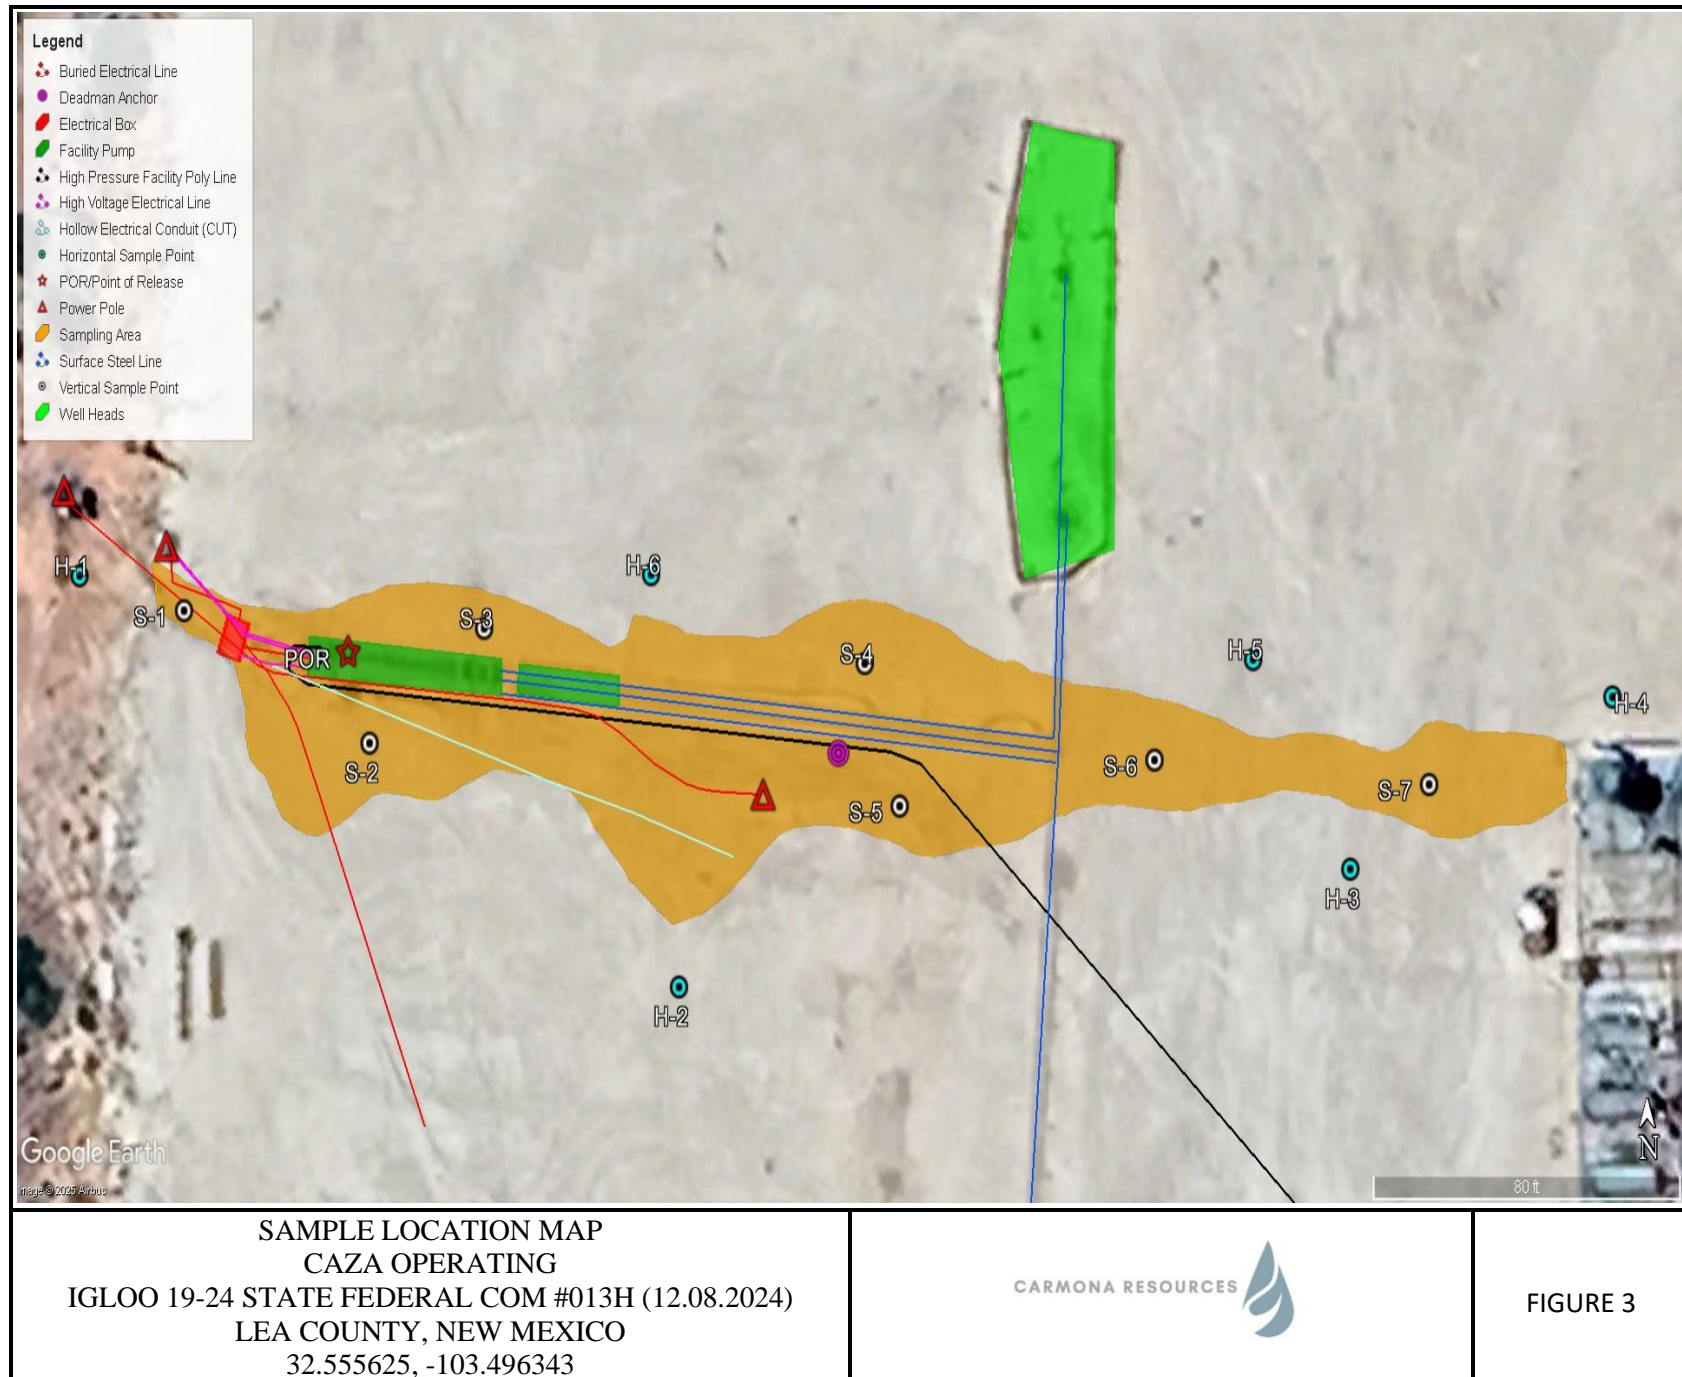 Legend
Buried Electrical Line
Deadman Anchor
Electrical Box
Facility Pump
High Pressure Facility Poly Line
High Voltage Electrical Line
Hollow Electrical Conduit (CUT)
Horizontal Sample Point
POR/Point of Release
Power Pole
Sampling Area
Surface Steel Line
Vertical Sample Point
Well Heads
H-1
H-6
S-1
S-3
S-4
H-5
POR
H-4
S-2
S-6
S-7
S-5
H-3
H-2
N
Google Earth
Image © 2025 Airbus
80 ft
SAMPLE LOCATION MAP
CAZA OPERATING
IGLOO 19-24 STATE FEDERAL COM #013H (12.08.2024)
LEA COUNTY, NEW MEXICO
32.555625, -103.496343
CARMONA RESOURCES
FIGURE 3